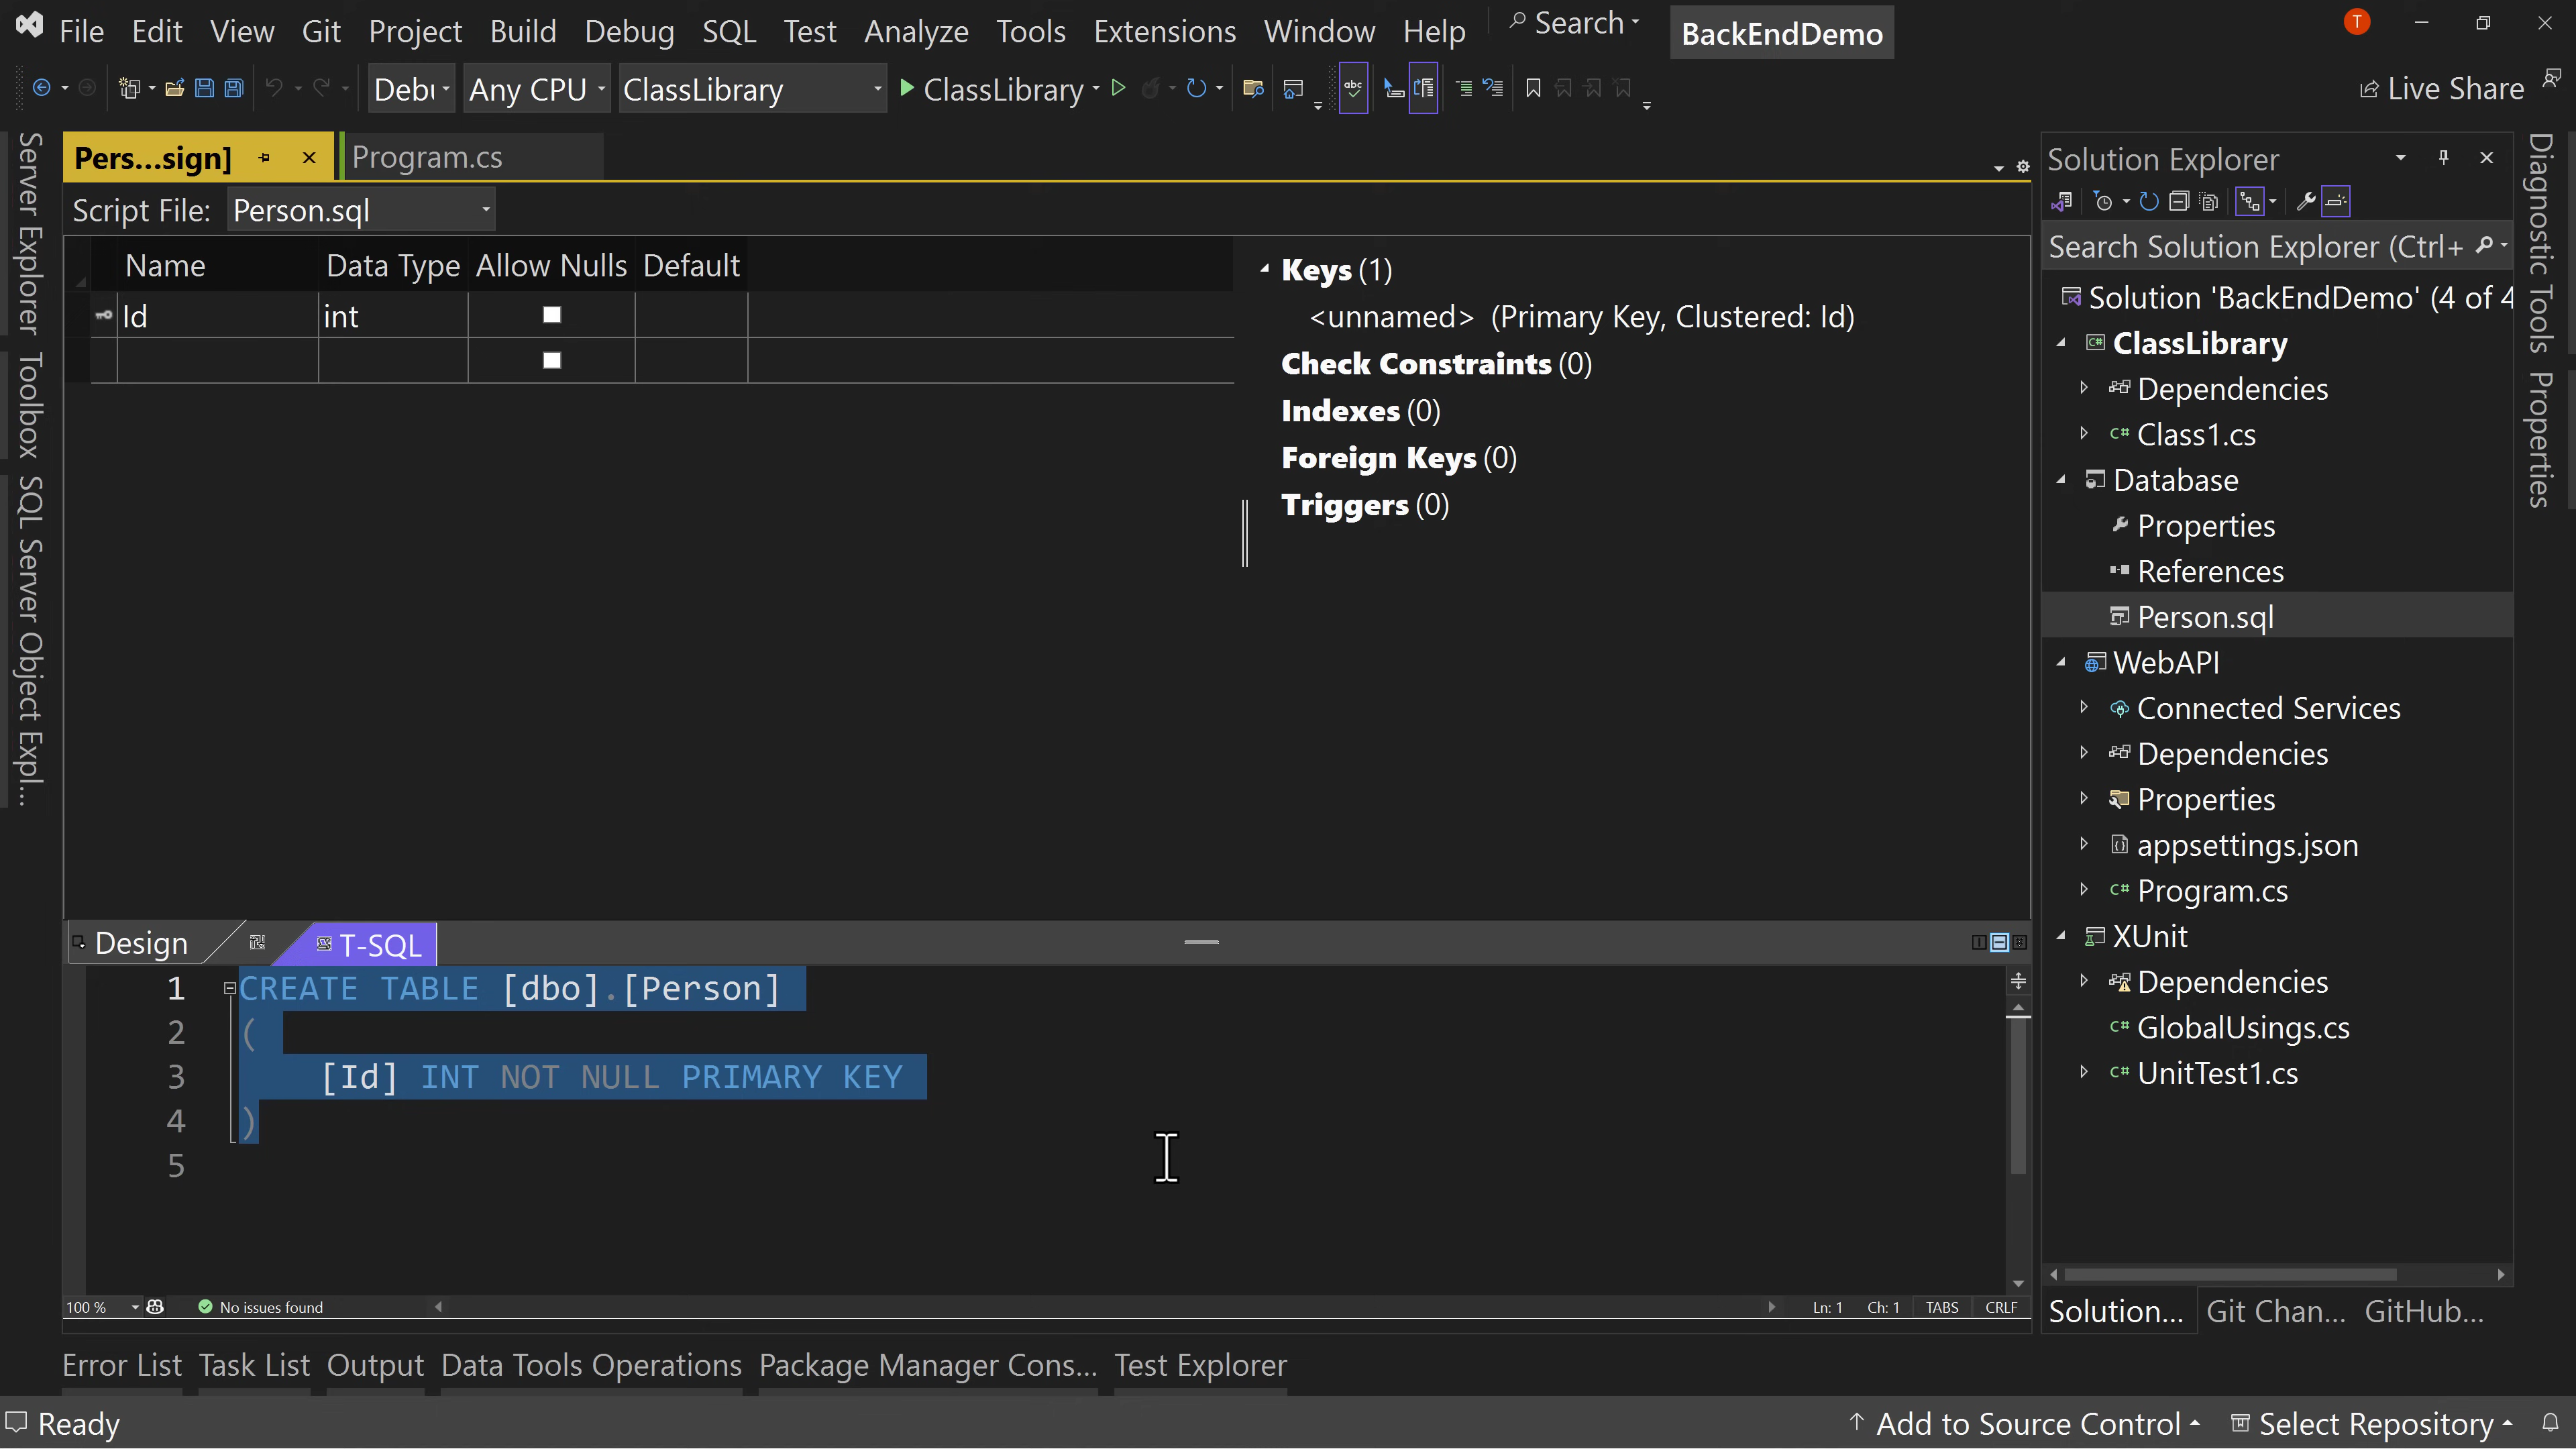 File Edit View Git Project Build Debug SQL Test Analyze Tools Extensions Window Help Search BackEndDemo T
Any CPU ClassLibrary ClassLibrary abc Live Share
Pers...sign] Program.cs
Script File: Person.sql
Name Data Type Allow Nulls Default
Id int
Keys (1)
<unnamed> (Primary Key, Clustered: Id)
Check Constraints (0)
Indexes (0)
Foreign Keys (0)
Triggers (0)
Design T-SQL
1 CREATE TABLE [dbo].[Person]
2 (
3 [Id] INT NOT NULL PRIMARY KEY
4 )
5
100 % No issues found Ln: 1 Ch: 1 TABS CRLF
Error List Task List Output Data Tools Operations Package Manager Cons... Test Explorer
Ready Add to Source Control Select Repository
Server Explorer
Toolbox
SQL Server Object Expl...
Solution Explorer
Search Solution Explorer (Ctrl+
Solution 'BackEndDemo' (4 of 4
ClassLibrary
Dependencies
C# Class1.cs
Database
Properties
References
Person.sql
WebAPI
Connected Services
Dependencies
Properties
appsettings.json
C# Program.cs
XUnit
Dependencies
C# GlobalUsings.cs
C# UnitTest1.cs
Solution... Git Chan... GitHub...
Diagnostic Tools
Properties